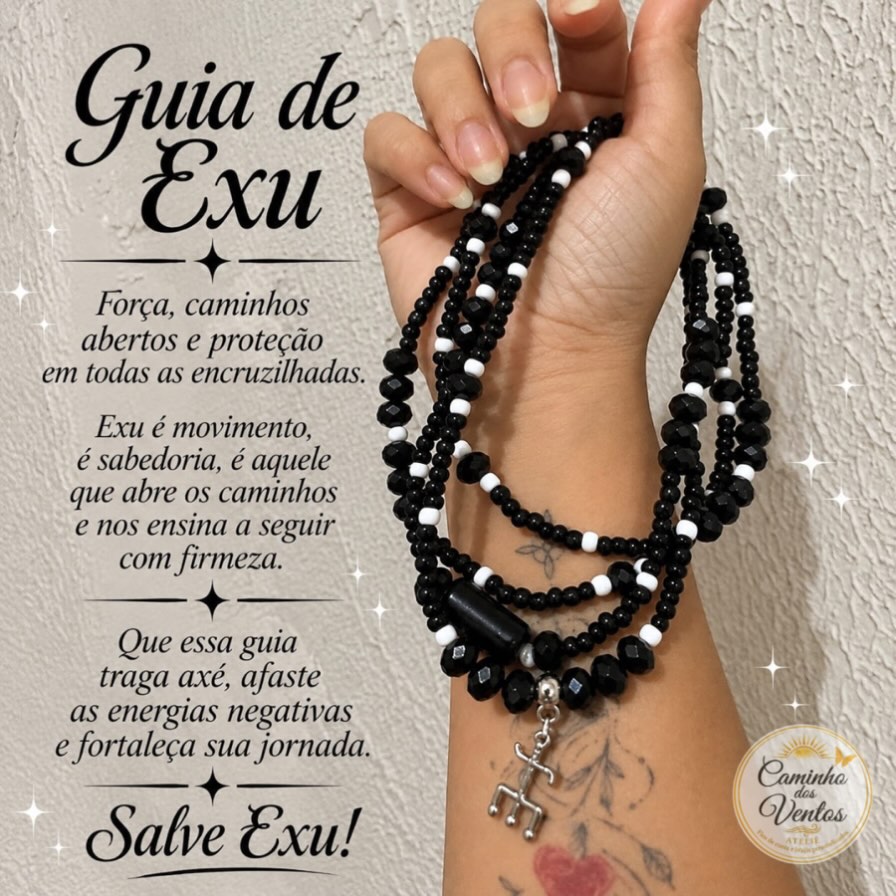 Guia de
Exu
Força, caminhos
abertos e proteção
em todas as encruzilhadas.
Exu é movimento,
é sabedoria, é aquele
que abre os caminhos
e nos ensina a seguir
com firmeza.
Que essa guia
traga axé, afaste
as energias negativas
e fortaleça sua jornada.
Salve Exu!
Caminho
dos
Ventos